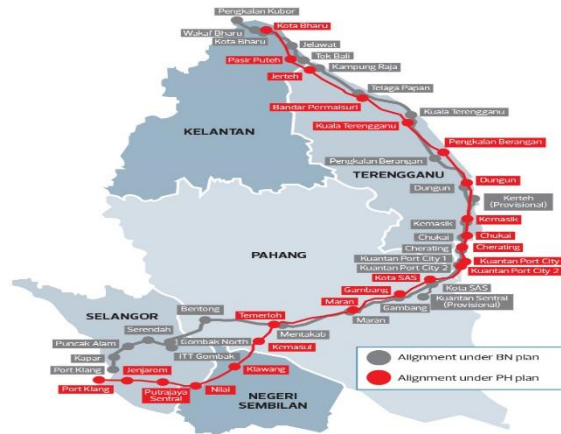 Pengkalan Kubor
Kota Bharu
Wakaf Bharu
Kota Bharu
Jelawat
Pasir Puteh
Tok Bali
Kampung Raja
Jerteh
Telaga Papan
Bandar Permaisuri
Kuala Terengganu
KELANTAN
Kuala Terengganu
Pengkalan Berangan
Pengkalan Berangan
TERENGGANU
Dungun
Dungun
Kerteh
(Provisional)
Kemasik
Kemasik
Chukai
Chukai
Cherating
Cherating
PAHANG
Kuantan Port City 1
Kuantan Port City
Kuantan Port City 2
Kuantan Port City 2
Kota SAS
Kota SAS
Gambang
Kuantan Sentral
(Provisional)
Maran
Gambang
Maran
Bentong
Temerloh
SELANGOR
Mentakab
Serendah
Gombak North
Puncak Alam
Kemasul
ITT Gombak
Kapar
Klawang
Port Klang
Jenjarom
Port Klang
Putrajaya
Sentral
Nilai
NEGERI
SEMBILAN
Alignment under BN plan
Alignment under PH plan